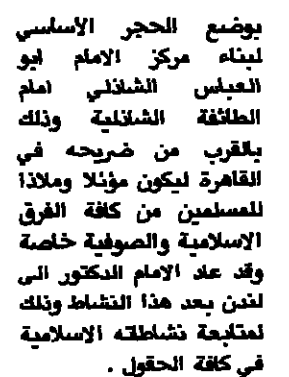 بوضع الحجر الأساسي
لبناء مركز الامام ابو
العباس الشاذلي امام
الطائفة الشاذلية وذلك
بالقرب من ضريحه في
القاهرة ليكون مؤئلا وملاذا
للمسلمين من كافة الفرق
الاسلامية والصوفية خاصة
وقد عاد الامام الدكتور الى
لندن بعد هذا النشاط وذلك
لمتابعة نشاطاته الاسلامية
في كافة الحقول .